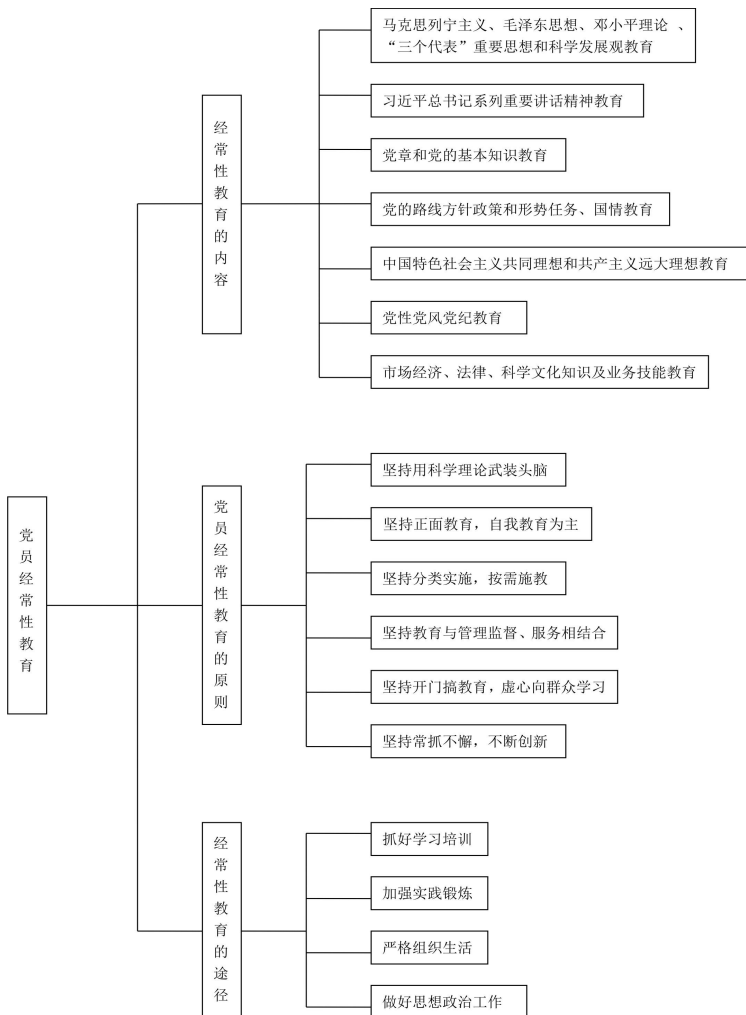 党员经常性教育
经常性教育的内容
马克思列宁主义、毛泽东思想、邓小平理论 、
“三个代表”重要思想和科学发展观教育
习近平总书记系列重要讲话精神教育
党章和党的基本知识教育
党的路线方针政策和形势任务、国情教育
中国特色社会主义共同理想和共产主义远大理想教育
党性党风党纪教育
市场经济、法律、科学文化知识及业务技能教育
党员经常性教育的原则
坚持用科学理论武装头脑
坚持正面教育，自我教育为主
坚持分类实施，按需施教
坚持教育与管理监督、服务相结合
坚持开门搞教育，虚心向群众学习
坚持常抓不懈，不断创新
经常性教育的途径
抓好学习培训
加强实践锻炼
严格组织生活
做好思想政治工作